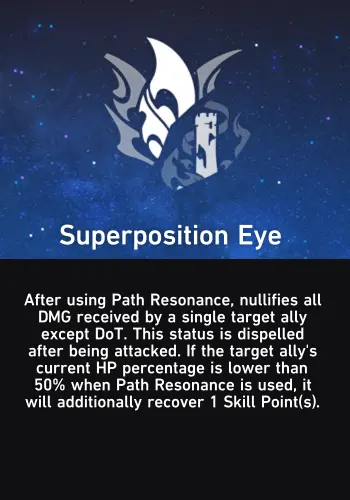 Superposition Eye
After using Path Resonance, nullifies all
DMG received by a single target ally
except DoT. This status is dispelled
after being attacked. If the target ally's
current HP percentage is lower than
50% when Path Resonance is used, it
will additionally recover 1 Skill Point(s).